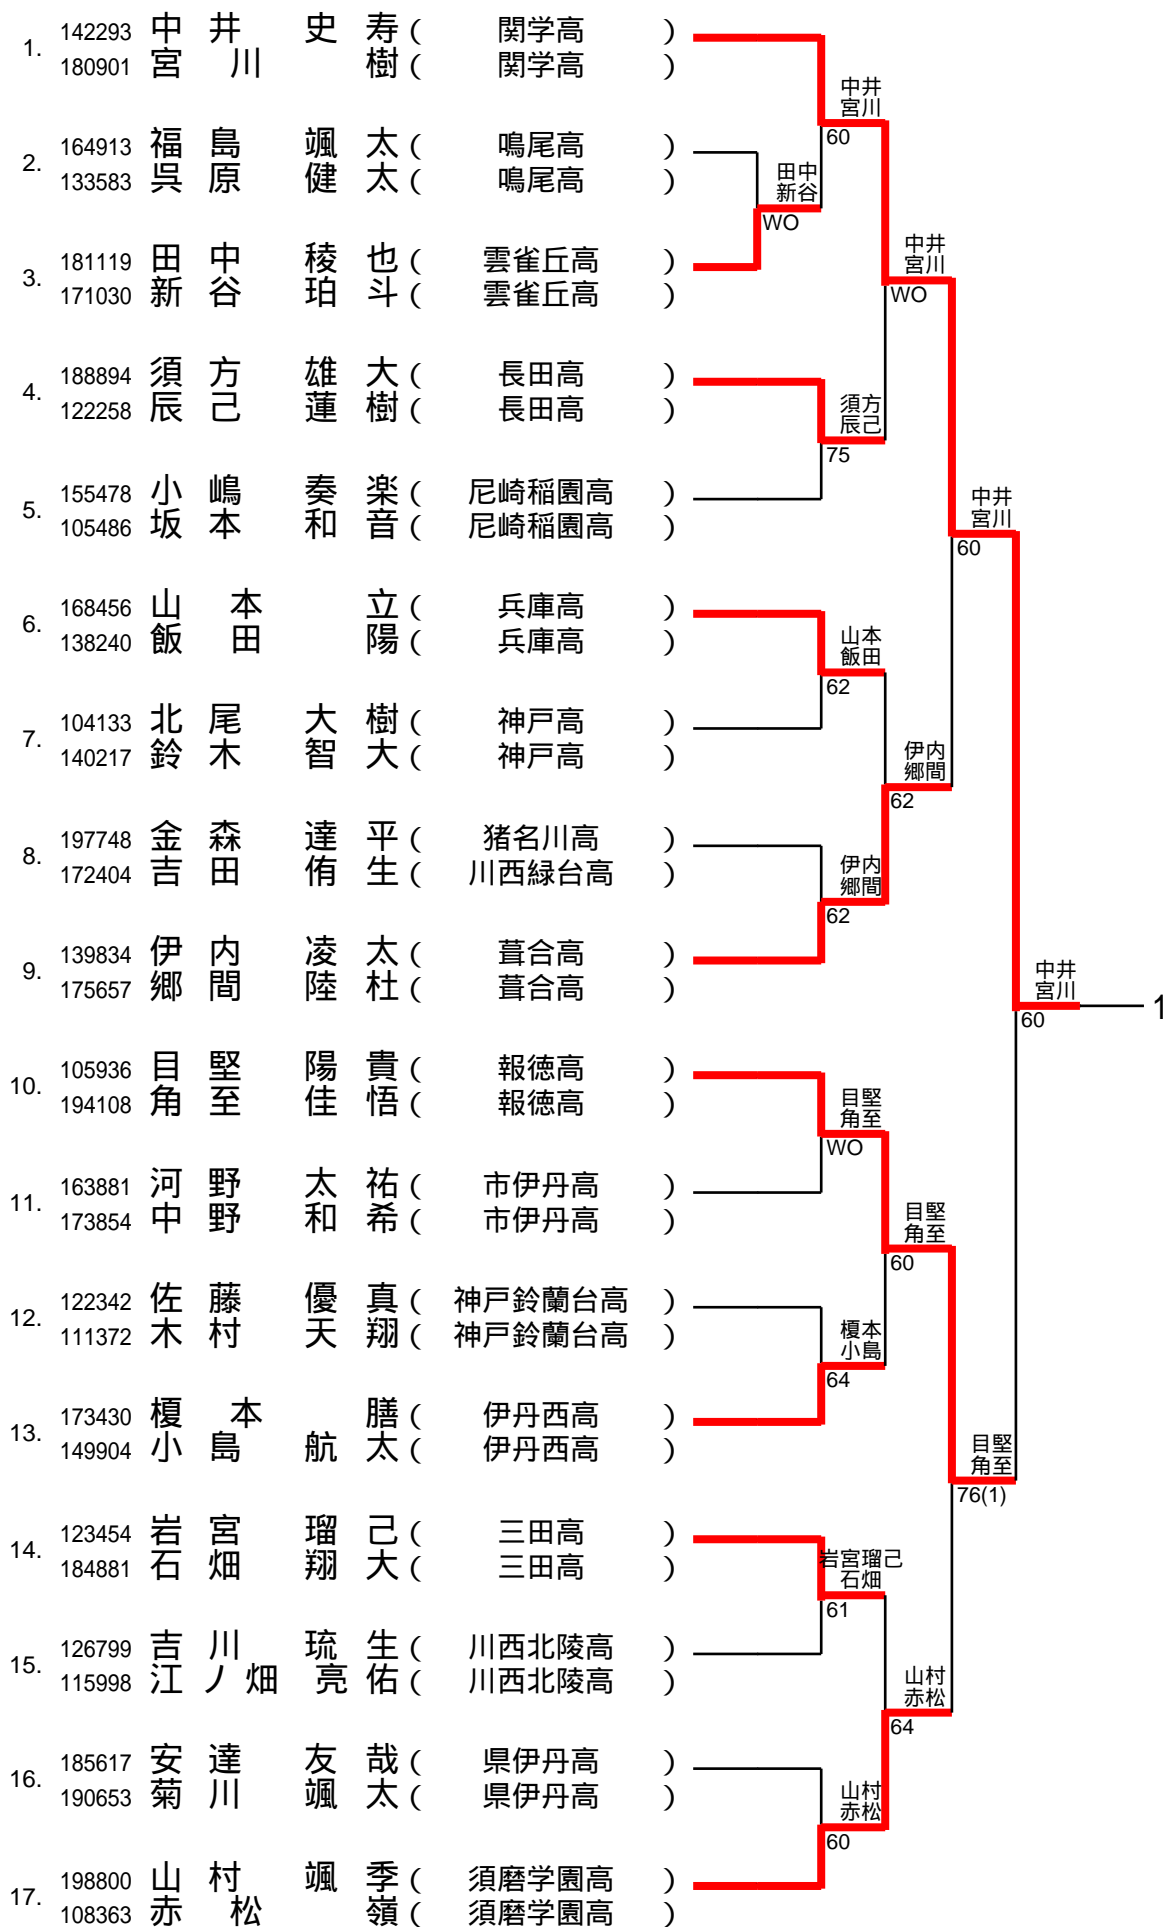 1. 142293 中井 史寿 ( 関学高 )
180901 宮川 樹 ( 関学高 )
2. 164913 福島 颯太 ( 鳴尾高 )
133583 呉原 健太 ( 鳴尾高 )
3. 181119 田中 稜也 ( 雲雀丘高 )
171030 新谷 珀斗 ( 雲雀丘高 )
4. 188894 須方 雄大 ( 長田高 )
122258 辰己 蓮樹 ( 長田高 )
5. 155478 小嶋 奏楽 ( 尼崎稲園高 )
105486 坂本 和音 ( 尼崎稲園高 )
6. 168456 山本 立 ( 兵庫高 )
138240 飯田 陽 ( 兵庫高 )
7. 104133 北尾 大樹 ( 神戸高 )
140217 鈴木 智大 ( 神戸高 )
8. 197748 金森 達平 ( 猪名川高 )
172404 吉田 侑生 ( 川西緑台高 )
9. 139834 伊内 凌太 ( 葺合高 )
175657 郷間 陸杜 ( 葺合高 )
10. 105936 目堅 陽貴 ( 報徳高 )
194108 角至 佳悟 ( 報徳高 )
11. 163881 河野 太祐 ( 市伊丹高 )
173854 中野 和希 ( 市伊丹高 )
12. 122342 佐藤 優真 ( 神戸鈴蘭台高 )
111372 木村 天翔 ( 神戸鈴蘭台高 )
13. 173430 榎本 膳 ( 伊丹西高 )
149904 小島 航太 ( 伊丹西高 )
14. 123454 岩宮 瑠己 ( 三田高 )
184881 石畑 翔大 ( 三田高 )
15. 126799 吉川 琉生 ( 川西北陵高 )
115998 江ノ畑 亮佑 ( 川西北陵高 )
16. 185617 安達 友哉 ( 県伊丹高 )
190653 菊川 颯太 ( 県伊丹高 )
17. 198800 山村 颯季 ( 須磨学園高 )
108363 赤松 嶺 ( 須磨学園高 )
田中
新谷
WO
中井
宮川
60
須方
辰己
75
山本
飯田
62
伊内
郷間
62
目堅
角至
WO
榎本
小島
64
岩宮瑠己
石畑
61
山村
赤松
60
中井
宮川
WO
伊内
郷間
62
目堅
角至
60
山村
赤松
64
中井
宮川
60
目堅
角至
76(1)
中井
宮川
60
1